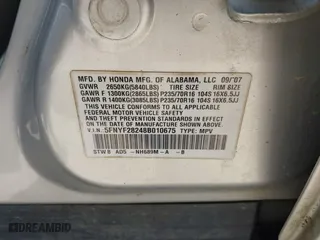 MFD. BY HONDA MFG. OF ALABAMA, LLC 09/'07
GVWR 2650KG(5840LBS) TIRE SIZE RIM SIZE
GAWR F 1300KG(2865LBS) P235/70R16 104S 16X6.5JJ
GAWR R 1400KG(3085LBS) P235/70R16 104S 16X6.5JJ
THIS VEHICLE CONFORMS TO ALL APPLICABLE
FEDERAL MOTOR VEHICLE SAFETY AND
THEFT PREVENTION STANDARDS IN EFFECT ON
THE DATE OF MANUFACTURE SHOWN ABOVE.
V.I.N. 5FNYF28248B010675 TYPE: MPV
STW8 A05 -NH689M-A -B
DREAMBID